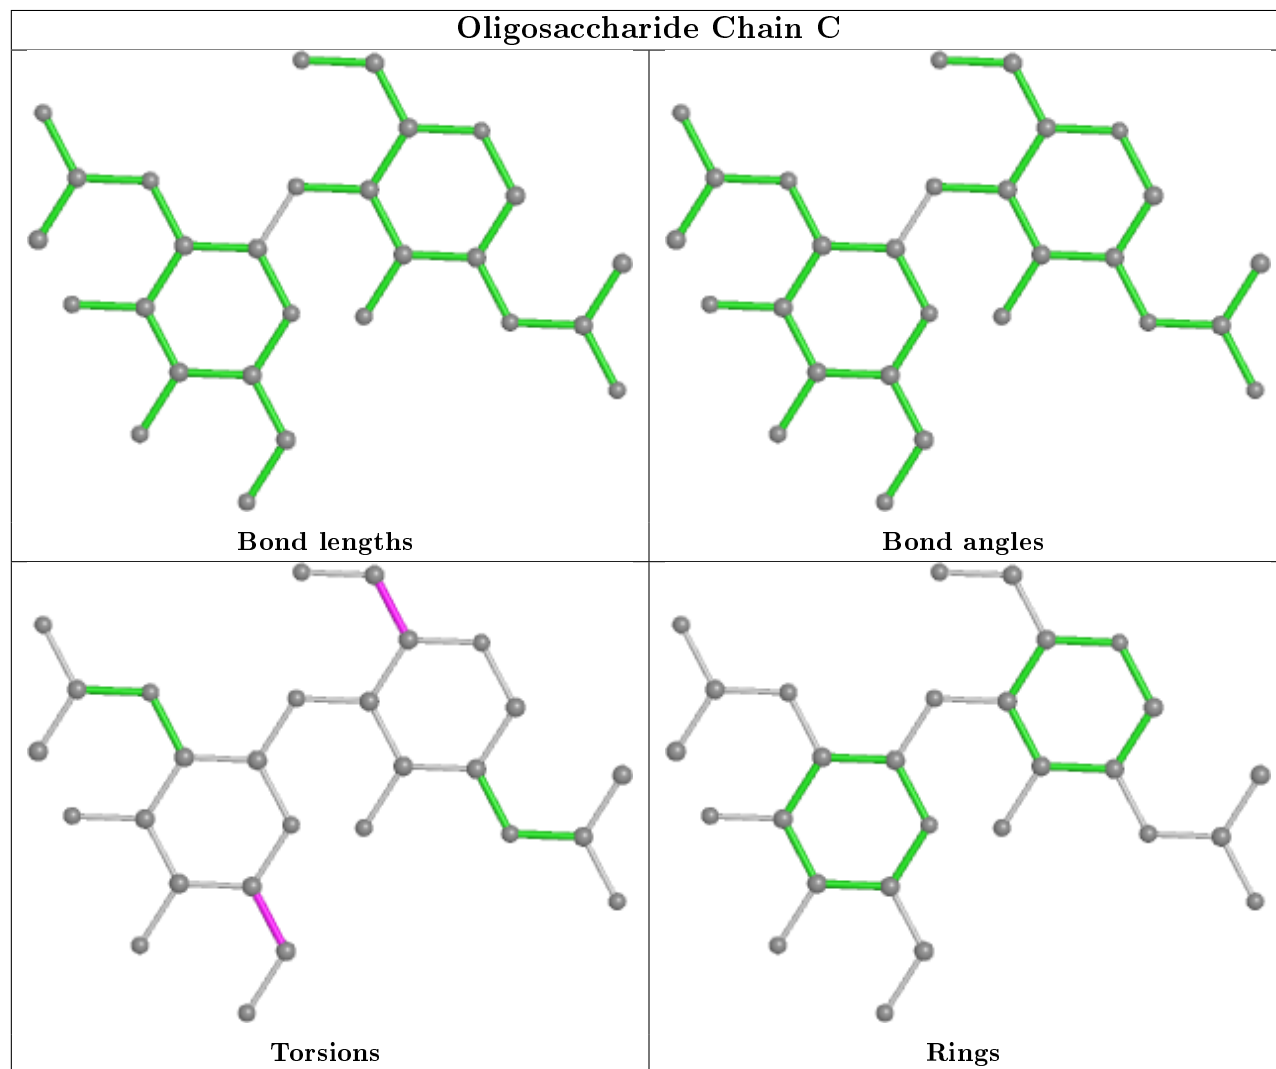 Oligosaccharide Chain C
Bond lengths
Bond angles
Torsions
Rings